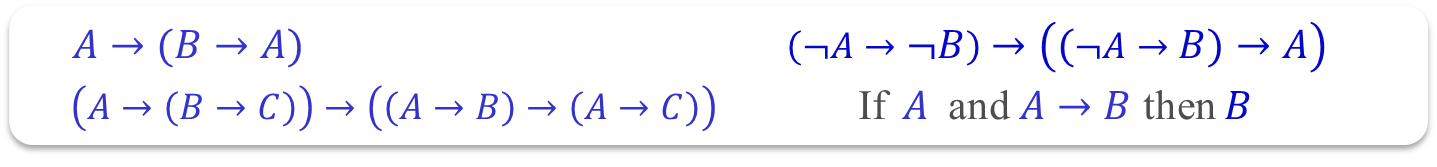 A → (B → A)
(A → (B → C)) → ((A → B) → (A → C))
(¬A → ¬B) → ((¬A → B) → A)
If A and A → B then B